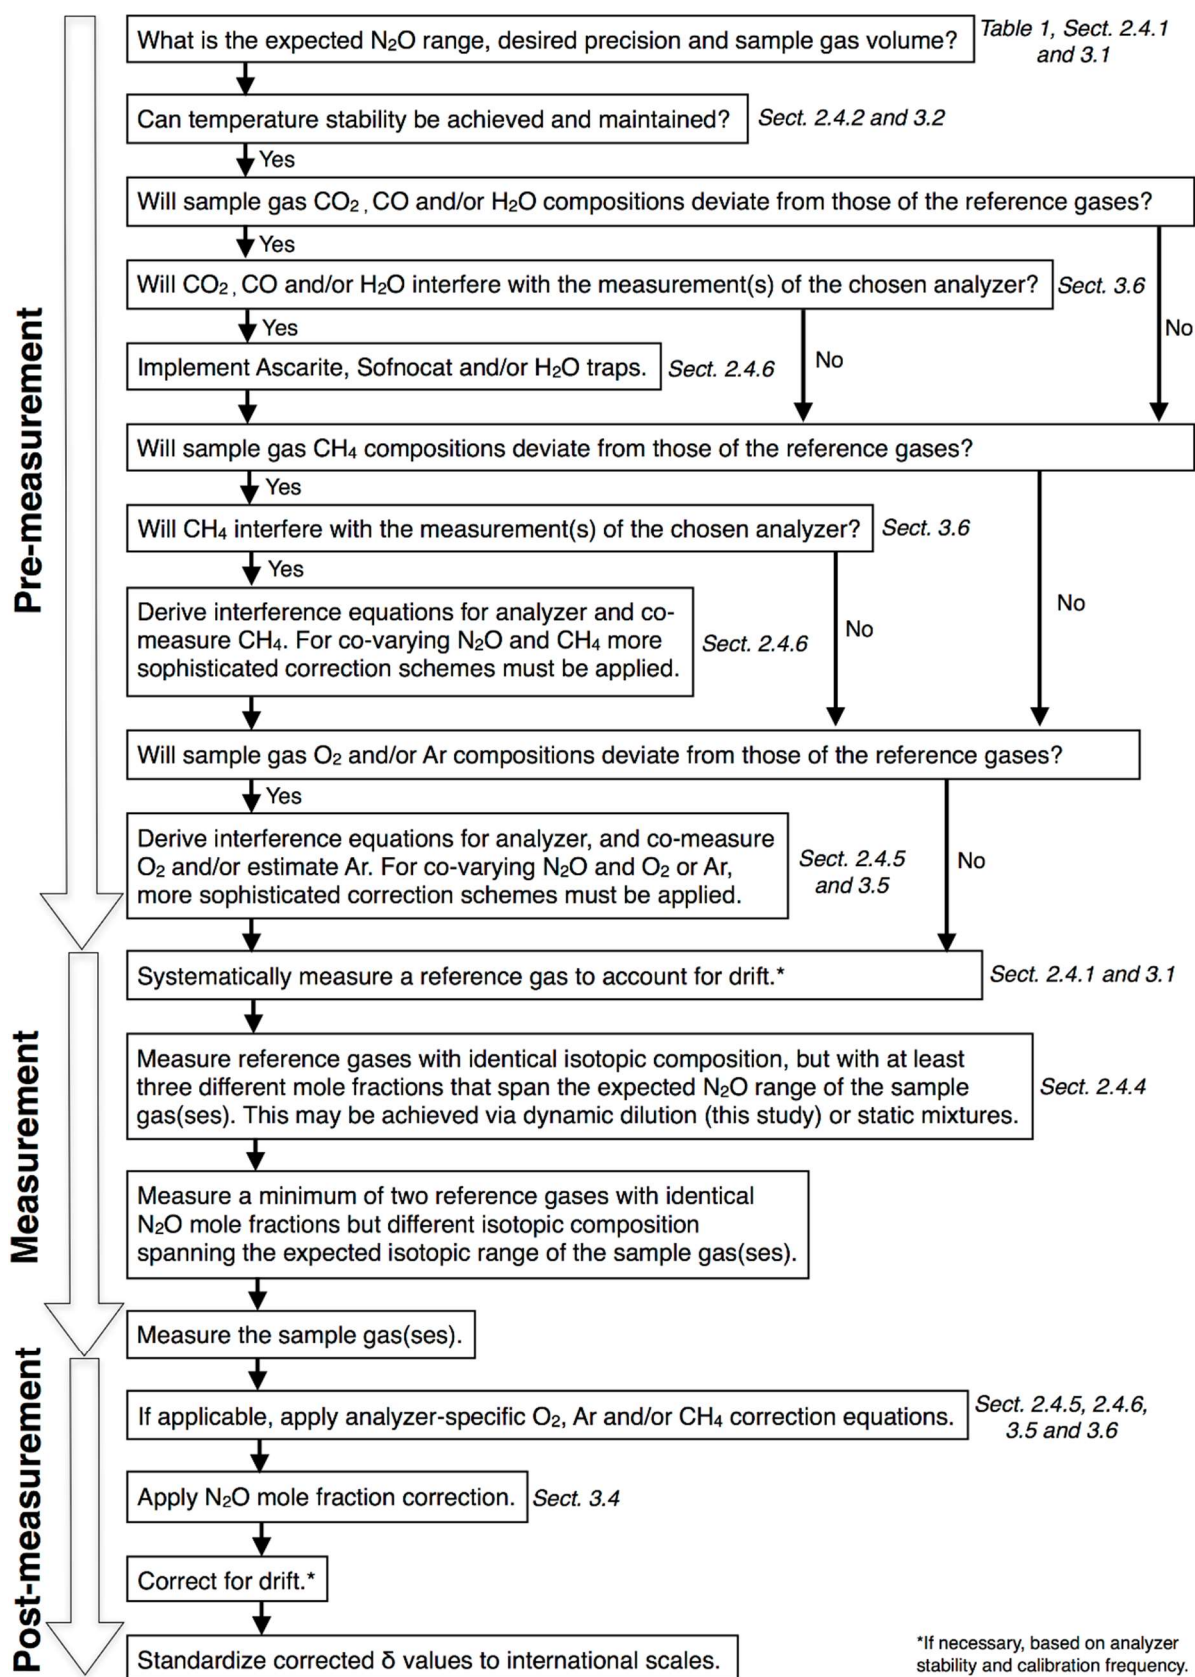 What is the expected N₂O range, desired precision and sample gas volume?
Table 1, Sect. 2.4.1
and 3.1
Can temperature stability be achieved and maintained?
Sect. 2.4.2 and 3.2
Yes
Will sample gas CO₂, CO and/or H₂O compositions deviate from those of the reference gases?
Yes
Will CO₂, CO and/or H₂O interfere with the measurement(s) of the chosen analyzer?
Sect. 3.6
Yes
No
Implement Ascarite, Sofnocat and/or H₂O traps.
Sect. 2.4.6
No
Will sample gas CH₄ compositions deviate from those of the reference gases?
Yes
Will CH₄ interfere with the measurement(s) of the chosen analyzer?
Sect. 3.6
Yes
No
Derive interference equations for analyzer and co-
measure CH₄. For co-varying N₂O and CH₄ more
sophisticated correction schemes must be applied.
Sect. 2.4.6
No
Will sample gas O₂ and/or Ar compositions deviate from those of the reference gases?
Yes
Derive interference equations for analyzer, and co-measure
O₂ and/or estimate Ar. For co-varying N₂O and O₂ or Ar,
more sophisticated correction schemes must be applied.
Sect. 2.4.5
and 3.5
No
Pre-measurement
Systematically measure a reference gas to account for drift.*
Sect. 2.4.1 and 3.1
Measure reference gases with identical isotopic composition, but with at least
three different mole fractions that span the expected N₂O range of the sample
gas(ses). This may be achieved via dynamic dilution (this study) or static mixtures.
Sect. 2.4.4
Measure a minimum of two reference gases with identical
N₂O mole fractions but different isotopic composition
spanning the expected isotopic range of the sample gas(ses).
Measure the sample gas(ses).
Measurement
If applicable, apply analyzer-specific O₂, Ar and/or CH₄ correction equations.
Sect. 2.4.5, 2.4.6,
3.5 and 3.6
Apply N₂O mole fraction correction.
Sect. 3.4
Correct for drift.*
Standardize corrected δ values to international scales.
Post-measurement
*If necessary, based on analyzer
stability and calibration frequency.